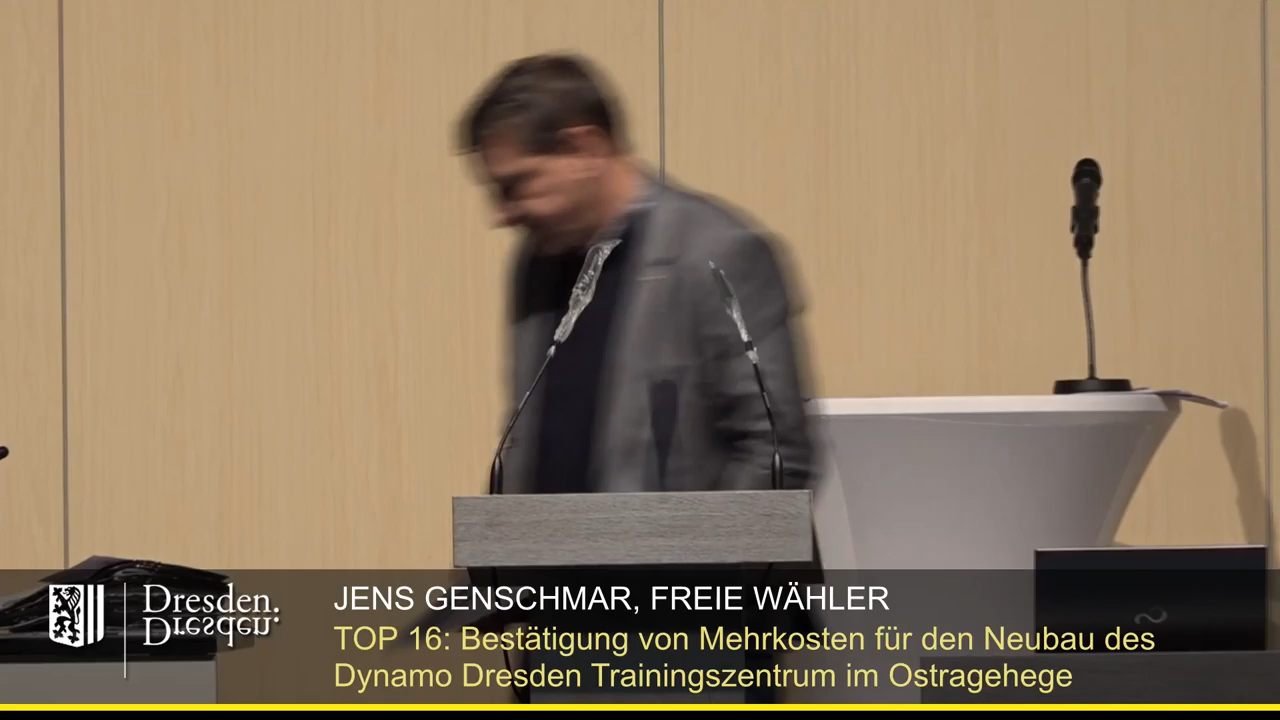 Dresden.
Dresden.
JENS GENSCHMAR, FREIE WÄHLER
TOP 16: Bestätigung von Mehrkosten für den Neubau des
Dynamo Dresden Trainingszentrum im Ostragehege